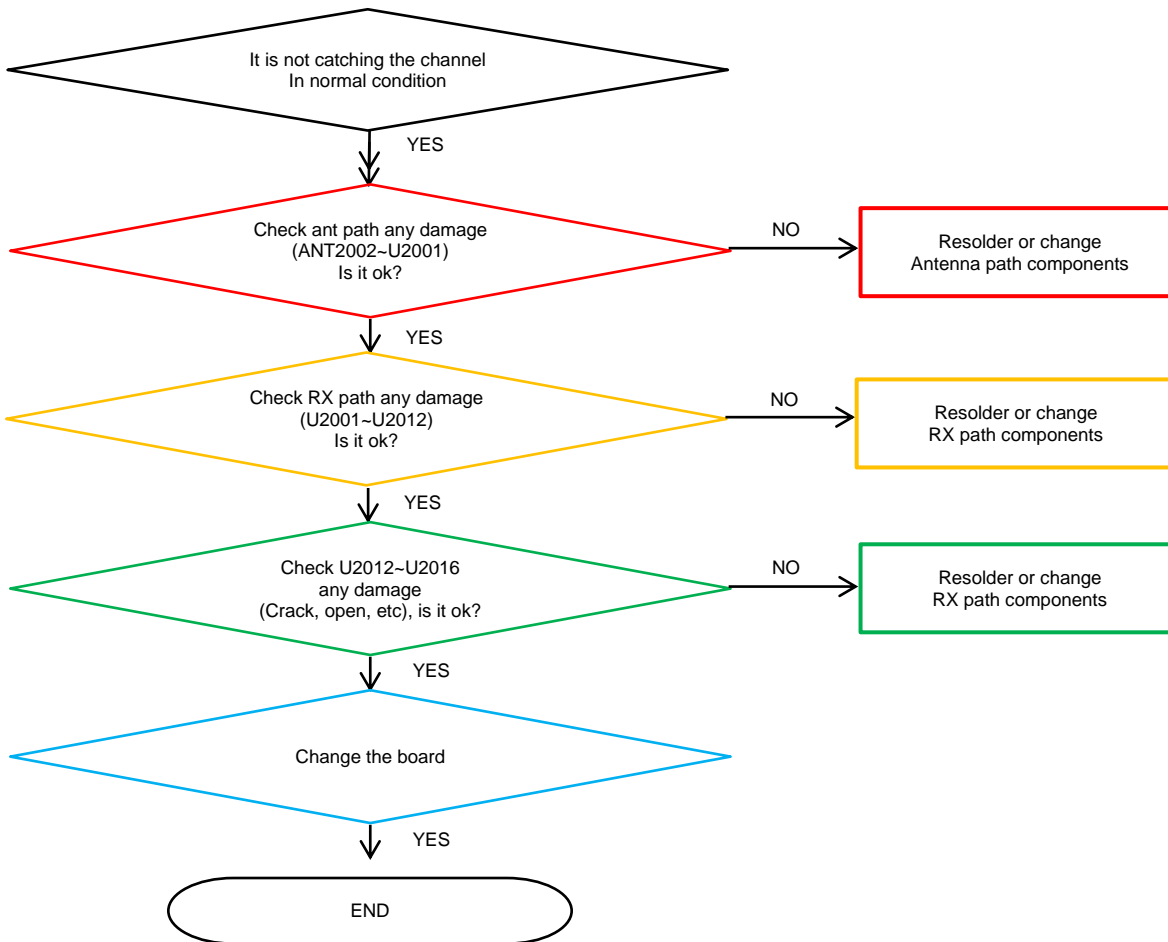 It is not catching the channel
In normal condition
YES
Check ant path any damage
(ANT2002~U2001)
Is it ok?
NO
Resolder or change
Antenna path components
YES
Check RX path any damage
(U2001~U2012)
Is it ok?
NO
Resolder or change
RX path components
YES
Check U2012~U2016
any damage
(Crack, open, etc), is it ok?
NO
Resolder or change
RX path components
YES
Change the board
YES
END